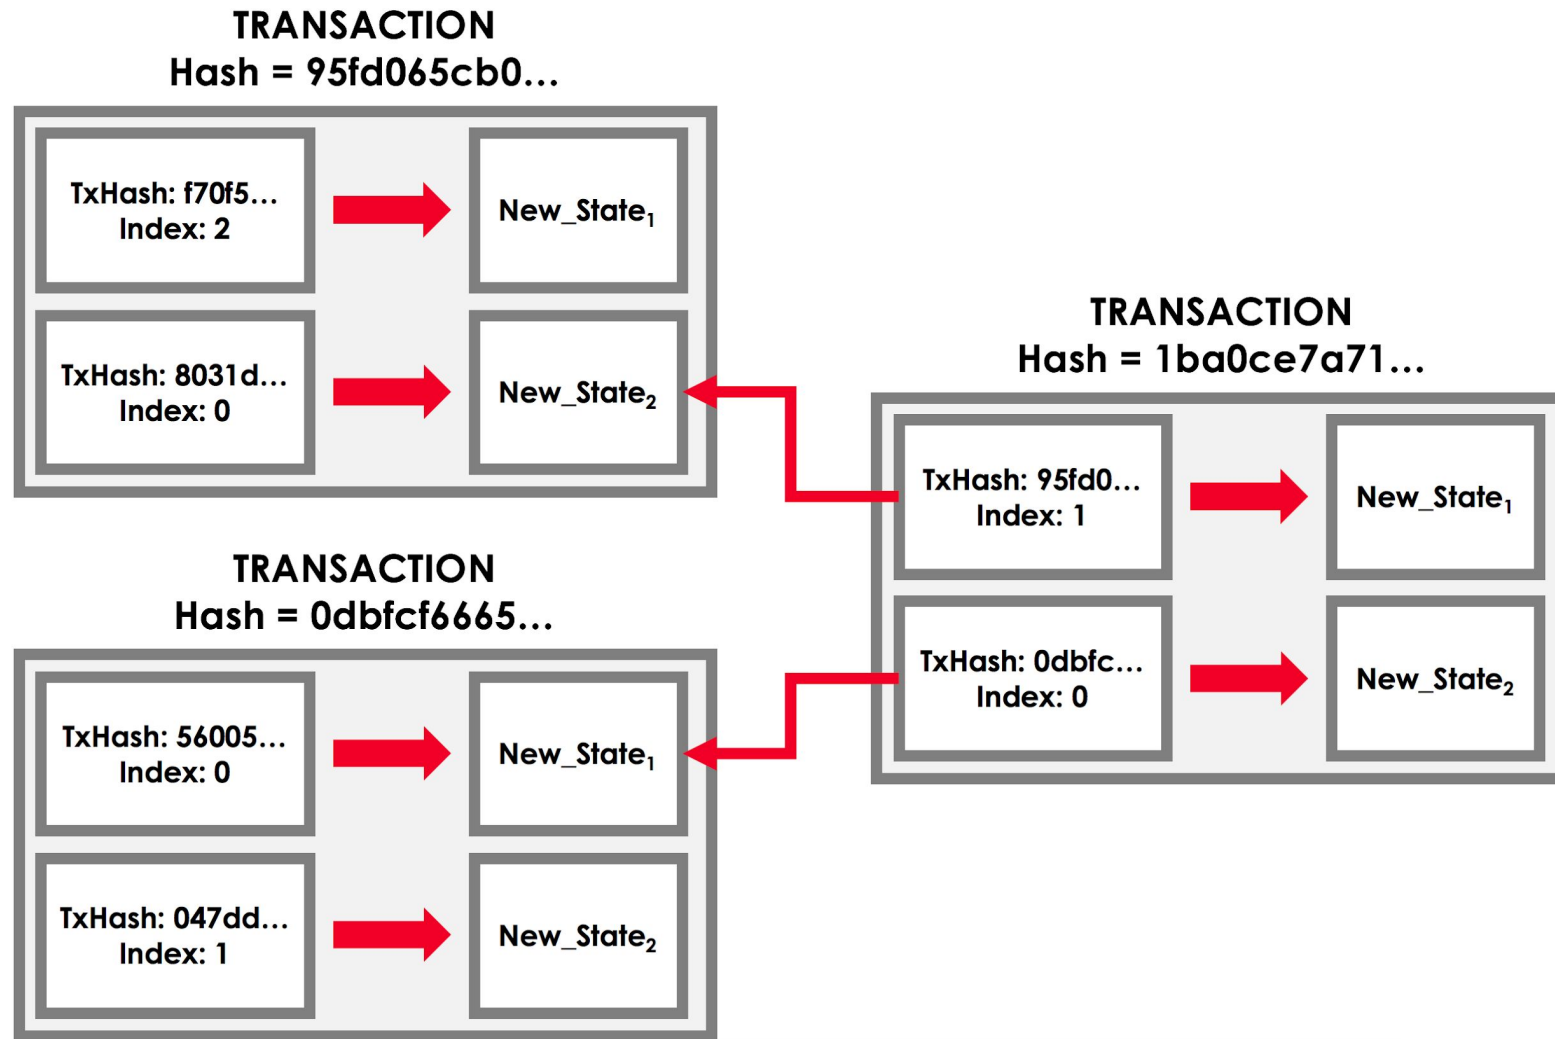 TRANSACTION
Hash = 95fd065cb0...
TxHash: f70f5...
Index: 2
New_State₁
TxHash: 8031d...
Index: 0
New_State₂
TRANSACTION
Hash = 1ba0ce7a71...
TxHash: 95fd0...
Index: 1
New_State₁
TxHash: 0dbfc...
Index: 0
New_State₂
TRANSACTION
Hash = 0dbfcf6665...
TxHash: 56005...
Index: 0
New_State₁
TxHash: 047dd...
Index: 1
New_State₂